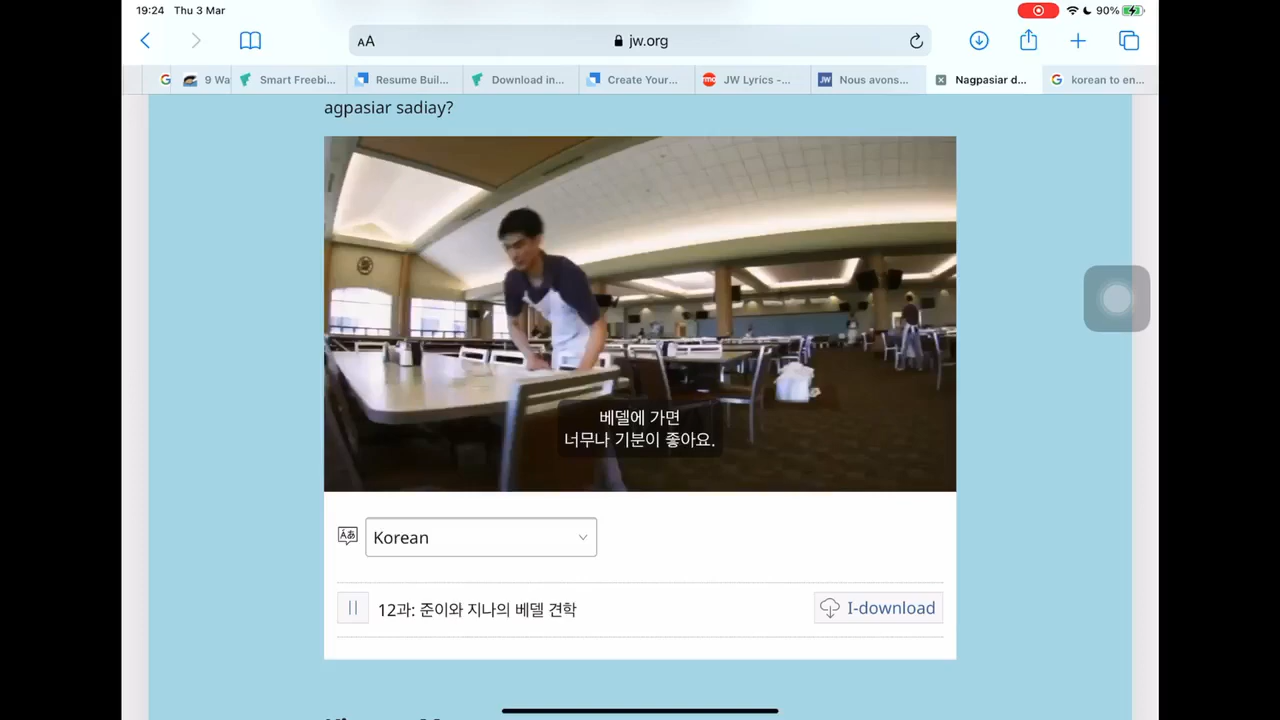 19:24 Thu 3 Mar
90%
AA
jw.org
9 Wa
Smart Freebi...
Resume Buil...
Download in...
Create Your...
JW Lyrics -...
JW
Nous avons...
Nagpasiar d...
korean to en...
agpasiar sadiay?
베델에 가면
너무나 기분이 좋아요.
Korean
12과: 준이와 지나의 베델 견학
I-download